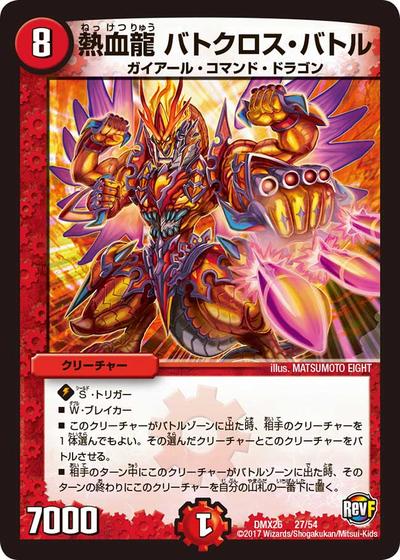 8
ねっけつりゅう
熱血龍 バトクロス・バトル
ガイアール・コマンド・ドラゴン
クリーチャー
illus. MATSUMOTO EIGHT
S・トリガー
シールド
W・ブレイカー
ダブル
このクリーチャーがバトルゾーンに出た時、相手のクリーチャーを
1体選んでもよい。その選んだクリーチャーとこのクリーチャーをバ
トルさせる。
相手のターン中にこのクリーチャーがバトルゾーンに出たら、その
ターンの終わりにこのクリーチャーを自分の山札の一番下に置く。
7000
1
DMX26 27/54
©2017 Wizards/Shogakukan/Mitsui-Kids
RevF